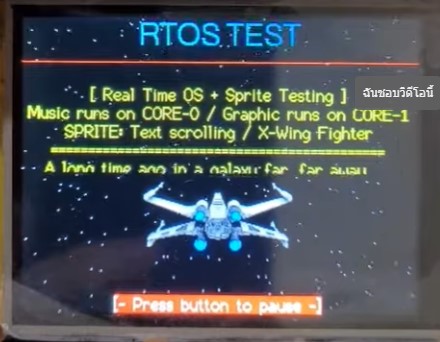 RTOS TEST
[ Real Time OS + Sprite Testing ]
ฉันชอบวิดีโอนี้
Music runs on CORE-0 / Graphic runs on CORE-1
SPRITE: Text scrolling / X-Wing Fighter
A long time ago in a galaxy far, far away
[- Press button to pause -]